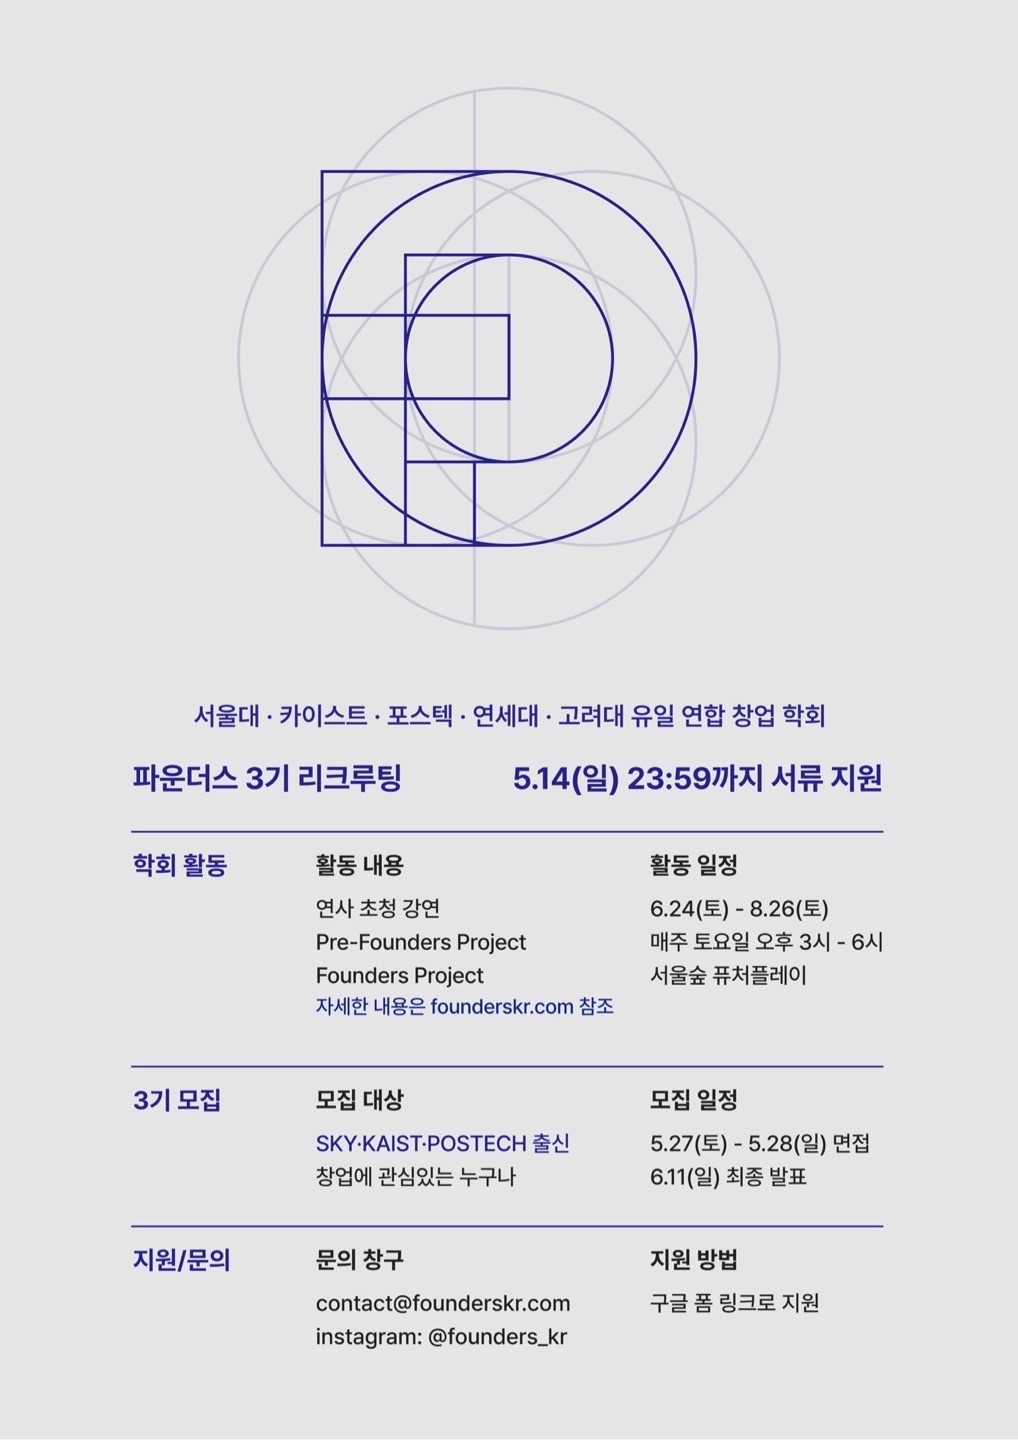 서울대 · 카이스트 · 포스텍 · 연세대 · 고려대 유일 연합 창업 학회
파운더스 3기 리크루팅
5.14(일) 23:59까지 서류 지원
학회 활동
활동 내용
연사 초청 강연
Pre-Founders Project
Founders Project
자세한 내용은 founderskr.com 참조
활동 일정
6.24(토) - 8.26(토)
매주 토요일 오후 3시 - 6시
서울숲 퓨처플레이
3기 모집
모집 대상
SKY·KAIST·POSTECH 출신
창업에 관심있는 누구나
모집 일정
5.27(토) - 5.28(일) 면접
6.11(일) 최종 발표
지원/문의
문의 창구
contact@founderskr.com
instagram: @founders_kr
지원 방법
구글 폼 링크로 지원